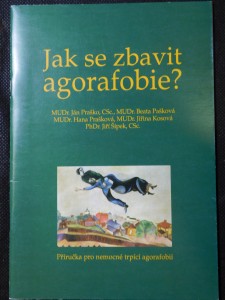 Jak se zbavit
agorafobie?
MUDr. Ján Praško, CSc., MUDr. Beata Pašková
MUDr. Hana Prašková, MUDr. Jiřina Kosová
PhDr. Jiří Šípek, CSc.
Příručka pro nemocné trpící agorafobií